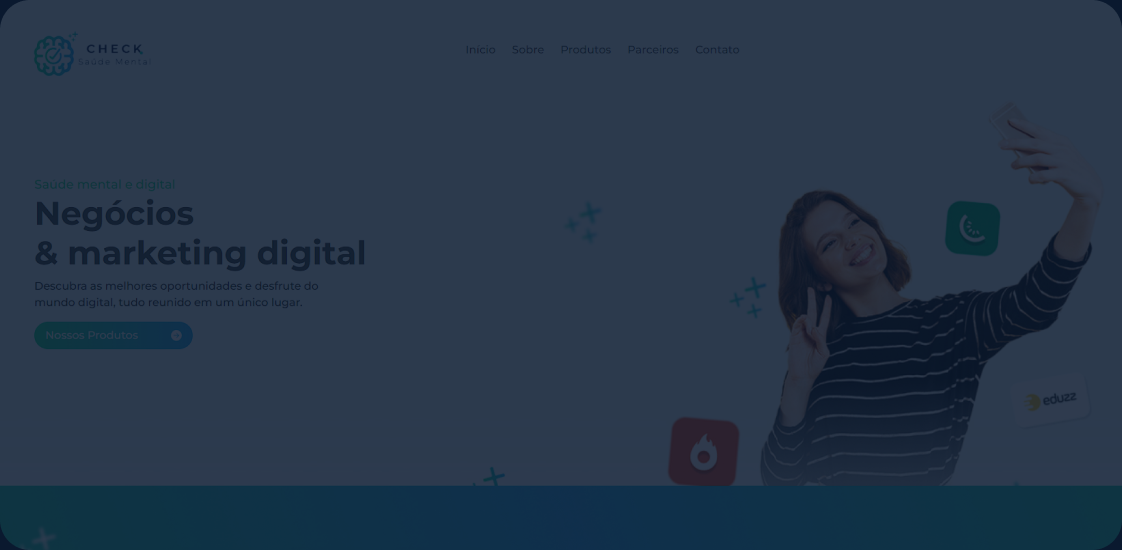 CHECK
Saúde Mental
Início Sobre Produtos Parceiros Contato
Saúde mental e digital
Negócios
& marketing digital
Descubra as melhores oportunidades e desfrute do
mundo digital, tudo reunido em um único lugar.
Nossos Produtos
eduzz